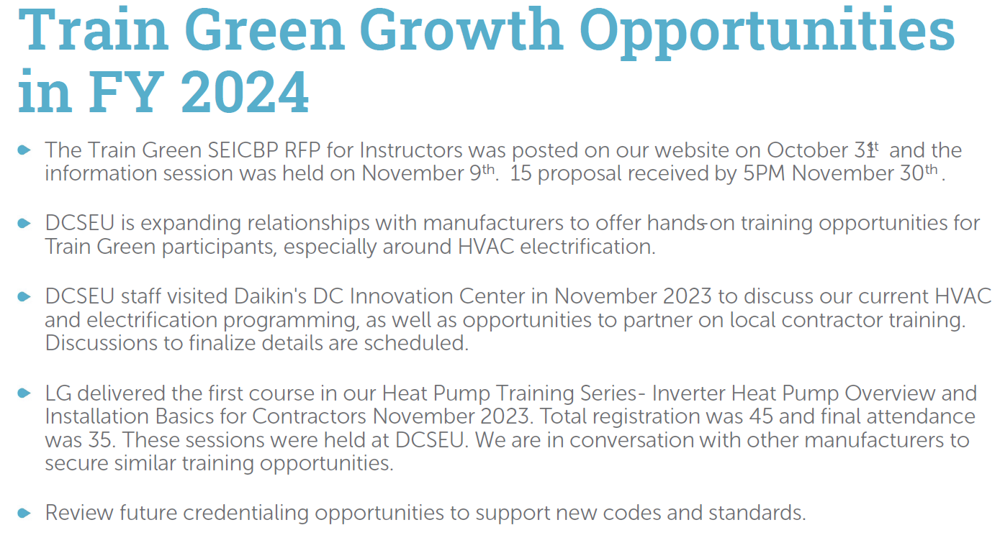 Train Green Growth Opportunities
in FY 2024
The Train Green SEICBP RFP for Instructors was posted on our website on October 31st and the
information session was held on November 9th. 15 proposal received by 5PM November 30th .
DCSEU is expanding relationships with manufacturers to offer hands-on training opportunities for
Train Green participants, especially around HVAC electrification.
DCSEU staff visited Daikin's DC Innovation Center in November 2023 to discuss our current HVAC
and electrification programming, as well as opportunities to partner on local contractor training.
Discussions to finalize details are scheduled.
LG delivered the first course in our Heat Pump Training Series- Inverter Heat Pump Overview and
Installation Basics for Contractors November 2023. Total registration was 45 and final attendance
was 35. These sessions were held at DCSEU. We are in conversation with other manufacturers to
secure similar training opportunities.
Review future credentialing opportunities to support new codes and standards.